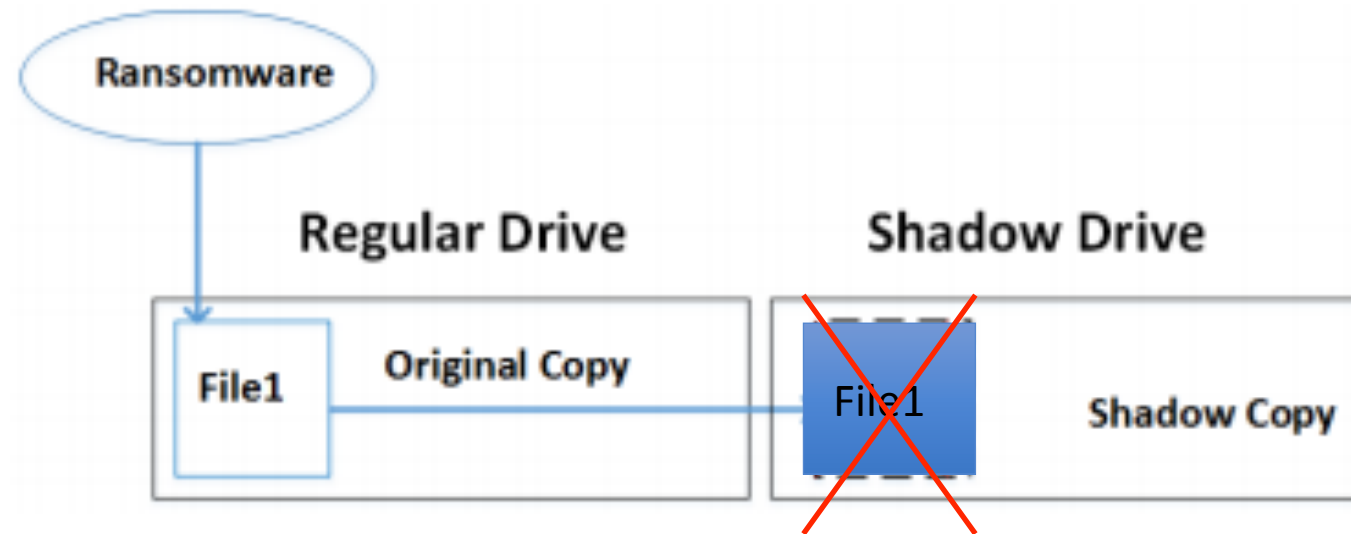 Ransomware
Regular Drive
Shadow Drive
File1
Original Copy
File1
Shadow Copy